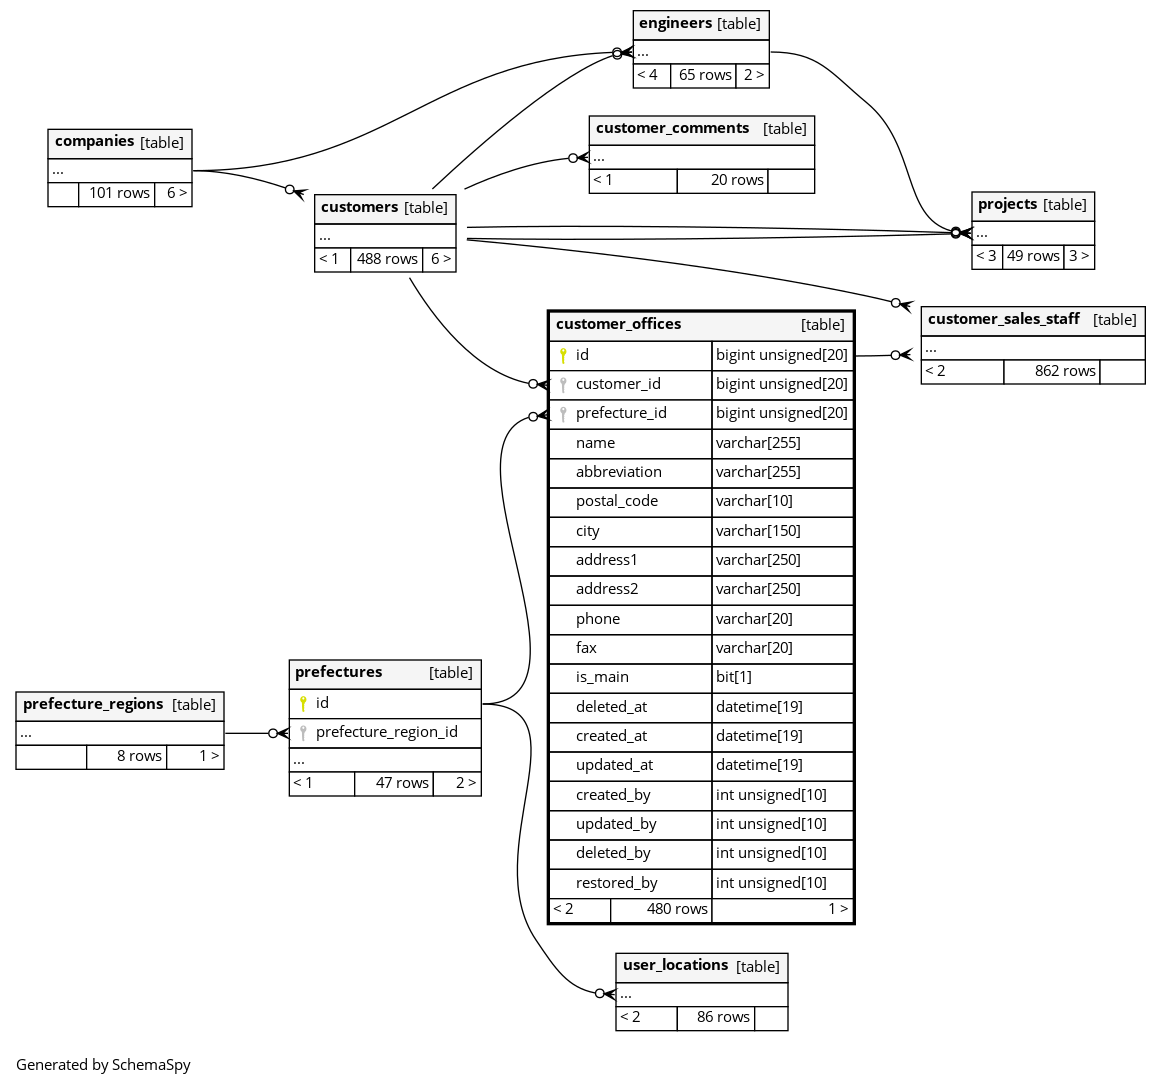 engineers [table]
...
< 4 65 rows 2 >
companies [table]
...
101 rows 6 >
customer_comments [table]
...
< 1 20 rows
customers [table]
...
< 1 488 rows 6 >
projects [table]
...
< 3 49 rows 3 >
customer_sales_staff [table]
...
< 2 862 rows
customer_offices [table]
id bigint unsigned[20]
customer_id bigint unsigned[20]
prefecture_id bigint unsigned[20]
name varchar[255]
abbreviation varchar[255]
postal_code varchar[10]
city varchar[150]
address1 varchar[250]
address2 varchar[250]
phone varchar[20]
fax varchar[20]
is_main bit[1]
deleted_at datetime[19]
created_at datetime[19]
updated_at datetime[19]
created_by int unsigned[10]
updated_by int unsigned[10]
deleted_by int unsigned[10]
restored_by int unsigned[10]
< 2 480 rows 1 >
prefectures [table]
id
prefecture_region_id
...
< 1 47 rows 2 >
prefecture_regions [table]
...
8 rows 1 >
user_locations [table]
...
< 2 86 rows
Generated by SchemaSpy